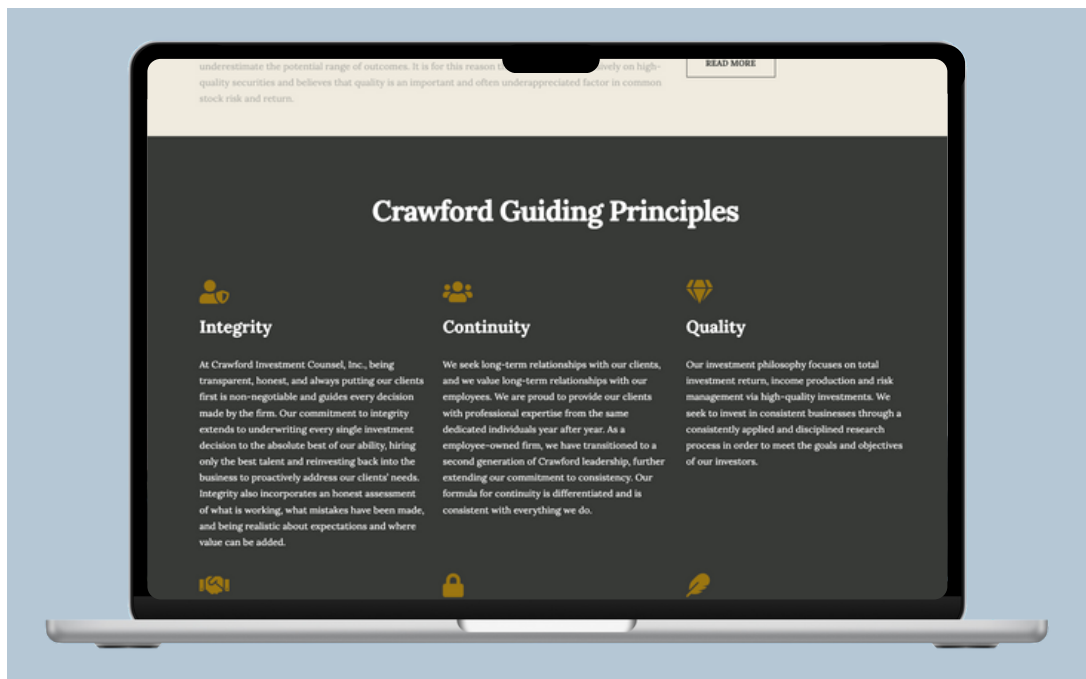 underestimate the potential range of outcomes. It is for this reason ively on high-
quality securities and believes that quality is an important and often underappreciated factor in common
stock risk and return.
READ MORE
Crawford Guiding Principles
Integrity
At Crawford Investment Counsel, Inc., being
transparent, honest, and always putting our clients
first is non-negotiable and guides every decision
made by the firm. Our commitment to integrity
extends to underwriting every single investment
decision to the absolute best of our ability, hiring
only the best talent and reinvesting back into the
business to proactively address our clients' needs.
Integrity also incorporates an honest assessment
of what is working, what mistakes have been made,
and being realistic about expectations and where
value can be added.
Continuity
We seek long-term relationships with our clients,
and we value long-term relationships with our
employees. We are proud to provide our clients
with professional expertise from the same
dedicated individuals year after year. As a
employee-owned firm, we have transitioned to a
second generation of Crawford leadership, further
extending our commitment to consistency. Our
formula for continuity is differentiated and is
consistent with everything we do.
Quality
Our investment philosophy focuses on total
investment return, income production and risk
management via high-quality investments. We
seek to invest in consistent businesses through a
consistently applied and disciplined research
process in order to meet the goals and objectives
of our investors.